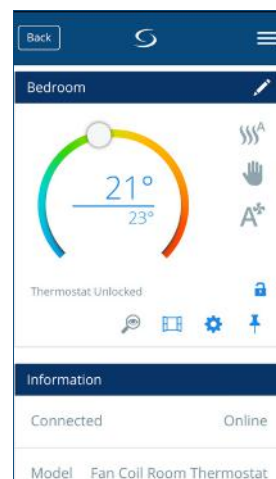 Back
Bedroom
A
21°
23°
A
Thermostat Unlocked
Information
Connected Online
Model Fan Coil Room Thermostat